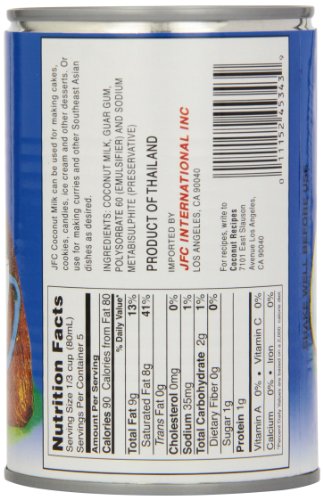 JFC Coconut Milk can be used for making cakes,
cookies, candies, ice cream and other desserts. Or
use for making curries and other Southeast Asian
dishes as desired.
INGREDIENTS: COCONUT MILK, GUAR GUM,
POLYSORBATE 60 (EMULSIFIER) AND SODIUM
METABISULPHITE (PRESERVATIVE)
PRODUCT OF THAILAND
IMPORTED BY
JFC INTERNATIONAL INC
LOS ANGELES, CA 90040
For recipes, write to
Coconut Recipes
7101 East Slauson
Avenue Los Angeles,
CA 90040
0 11152 45343 9
Nutrition Facts
Serving Size 1/3 cup (80mL)
Servings Per Container 5
Amount Per Serving
Calories 90 Calories from Fat 80
% Daily Value*
Total Fat 9g 13%
Saturated Fat 8g 41%
Trans Fat 0g
Cholesterol 0mg 0%
Sodium 35mg 1%
Total Carbohydrate 2g 1%
Dietary Fiber 0g 0%
Sugar 1g
Protein 1g
Vitamin A 0% • Vitamin C 0%
Calcium 0% • Iron 0%
SHAKE WELL BEFORE USE